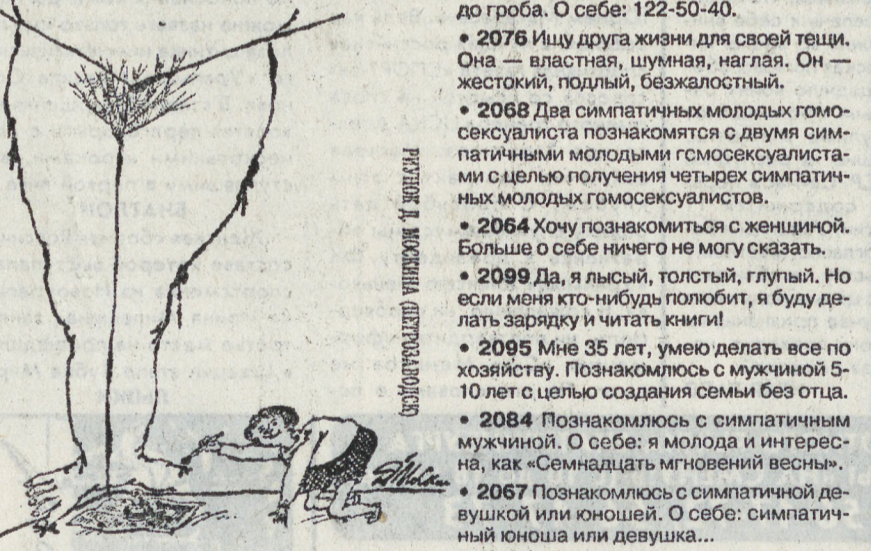 до гроба. О себе: 122-50-40.
• 2076 Ищу друга жизни для своей тещи.
Она — властная, шумная, наглая. Он —
жестокий, подлый, безжалостный.
• 2068 Два симпатичных молодых гомо-
сексуалиста познакомятся с двумя сим-
патичными молодыми гомосексуалиста-
ми с целью получения четырех симпатич-
ных молодых гомосексуалистов.
• 2064 Хочу познакомиться с женщиной.
Больше о себе ничего не могу сказать.
• 2099 Да, я лысый, толстый, глупый. Но
если меня кто-нибудь полюбит, я буду де-
лать зарядку и читать книги!
• 2095 Мне 35 лет, умею делать все по
хозяйству. Познакомлюсь с мужчиной 5-
10 лет с целью создания семьи без отца.
• 2084 Познакомлюсь с симпатичным
мужчиной. О себе: я молода и интерес-
на, как «Семнадцать мгновений весны».
• 2067 Познакомлюсь с симпатичной де-
вушкой или юношей. О себе: симпатич-
ный юноша или девушка...
РИСУНОК Д. МОСКИНА (ПЕТРОЗАВОДСК)